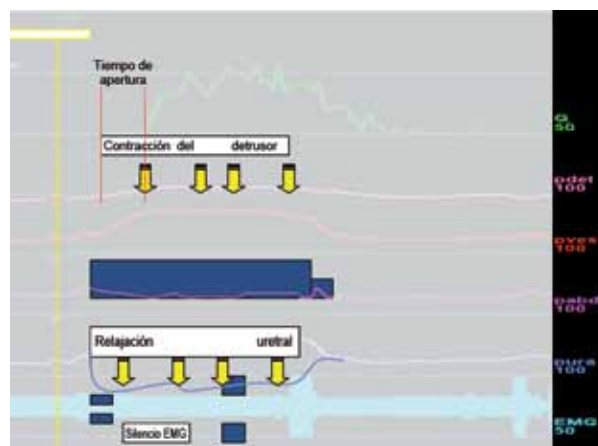 Tiempo de
apertura
Q
50
Contracción del detrusor
pdet
100
pves
100
pabd
100
Relajación uretral
pura
100
Silencio EMG
EMG
50